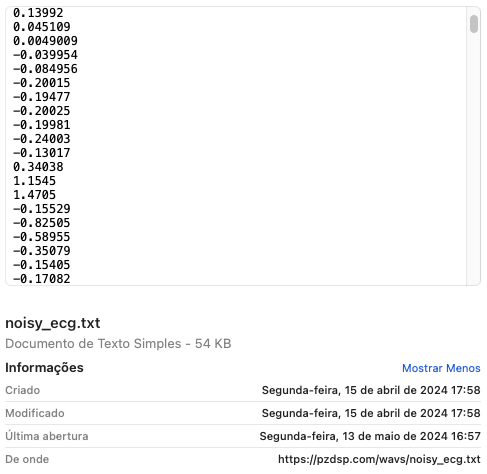 0.13992
0.045109
0.0049009
-0.039954
-0.084956
-0.20015
-0.19477
-0.20025
-0.19981
-0.24003
-0.13017
0.34038
1.1545
1.4705
-0.15529
-0.82505
-0.58955
-0.35079
-0.15405
-0.17082
noisy_ecg.txt
Documento de Texto Simples - 54 KB
Informações Mostrar Menos
Criado Segunda-feira, 15 de abril de 2024 17:58
Modificado Segunda-feira, 15 de abril de 2024 17:58
Última abertura Segunda-feira, 13 de maio de 2024 16:57
De onde https://pzdsp.com/wavs/noisy_ecg.txt